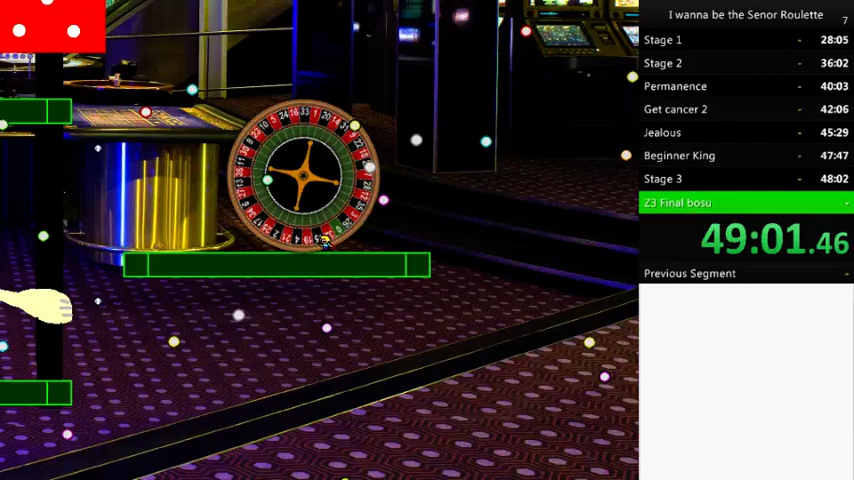 I wanna be the Senor Roulette
7
Stage 1 - 28:05
Stage 2 - 36:02
Permanence - 40:03
Get cancer 2 - 42:06
Jealous - 45:29
Beginner King - 47:47
Stage 3 - 48:02
Z3 Final bosu -
49:01.46
Previous Segment -